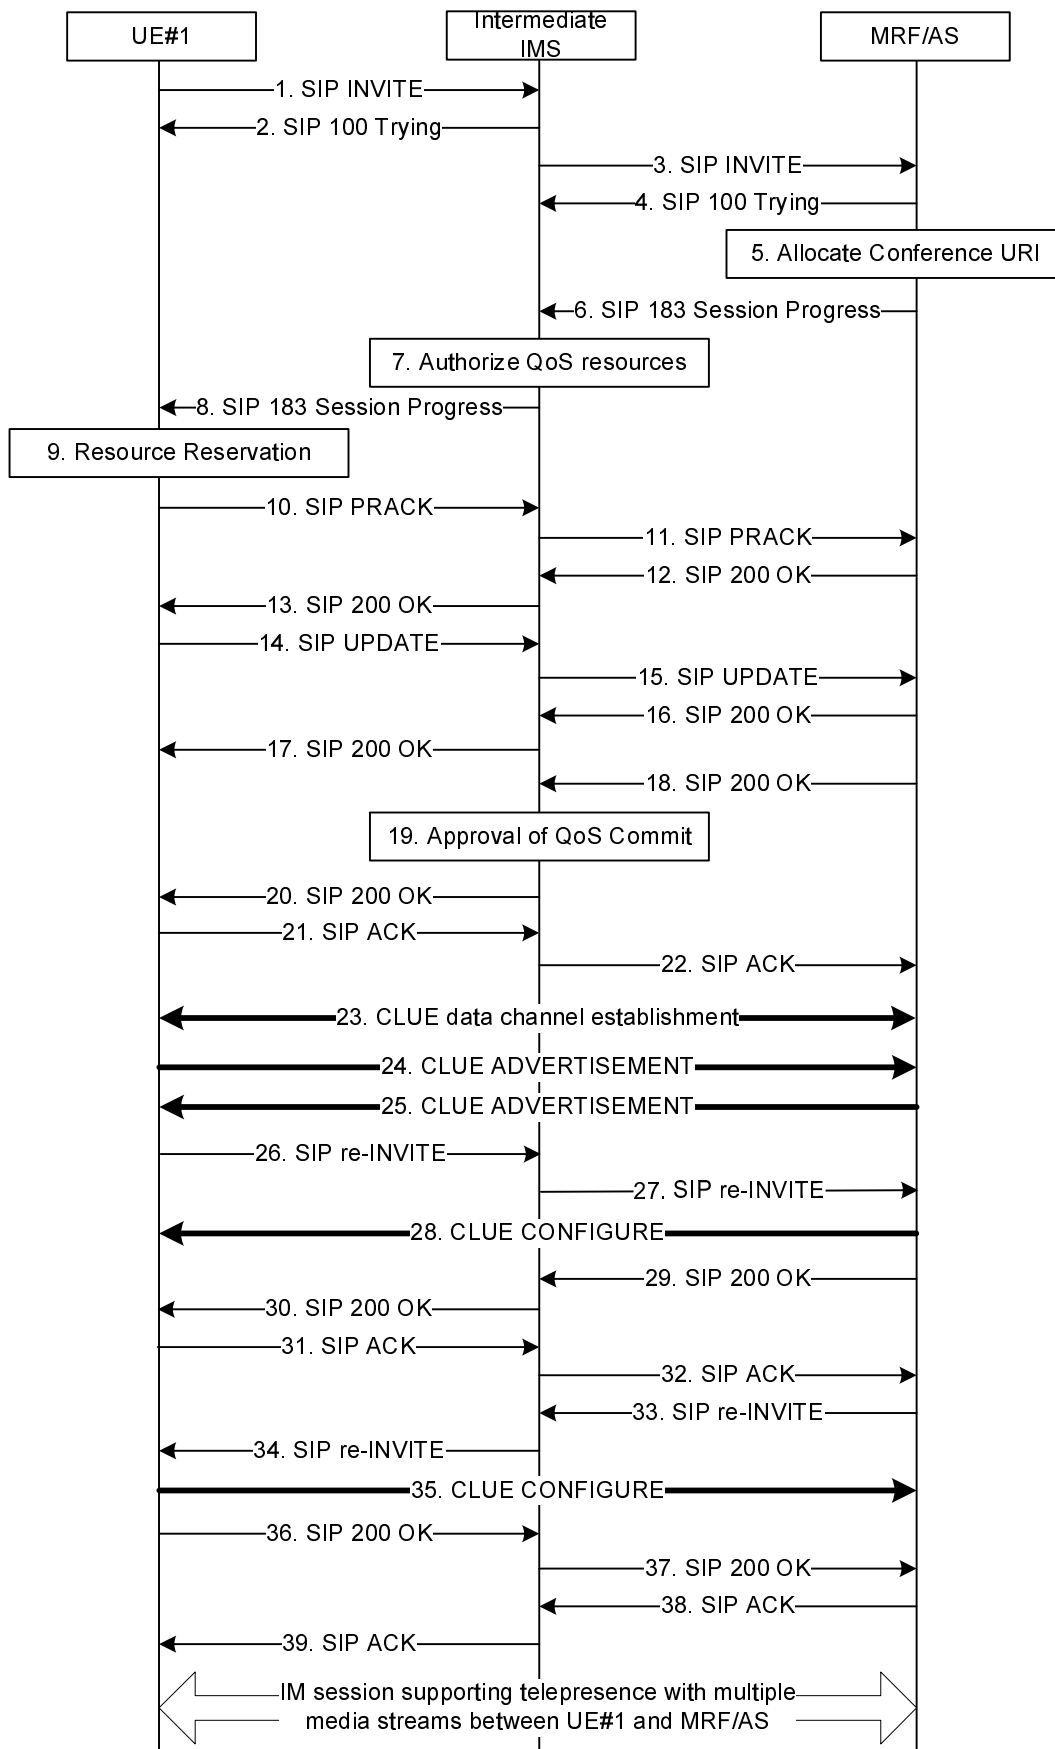 UE#1
Intermediate
IMS
MRF/AS
1. SIP INVITE
2. SIP 100 Trying
3. SIP INVITE
4. SIP 100 Trying
5. Allocate Conference URI
6. SIP 183 Session Progress
7. Authorize QoS resources
8. SIP 183 Session Progress
9. Resource Reservation
10. SIP PRACK
11. SIP PRACK
12. SIP 200 OK
13. SIP 200 OK
14. SIP UPDATE
15. SIP UPDATE
16. SIP 200 OK
17. SIP 200 OK
18. SIP 200 OK
19. Approval of QoS Commit
20. SIP 200 OK
21. SIP ACK
22. SIP ACK
23. CLUE data channel establishment
24. CLUE ADVERTISEMENT
25. CLUE ADVERTISEMENT
26. SIP re-INVITE
27. SIP re-INVITE
28. CLUE CONFIGURE
29. SIP 200 OK
30. SIP 200 OK
31. SIP ACK
32. SIP ACK
33. SIP re-INVITE
34. SIP re-INVITE
35. CLUE CONFIGURE
36. SIP 200 OK
37. SIP 200 OK
38. SIP ACK
39. SIP ACK
IM session supporting telepresence with multiple
media streams between UE#1 and MRF/AS